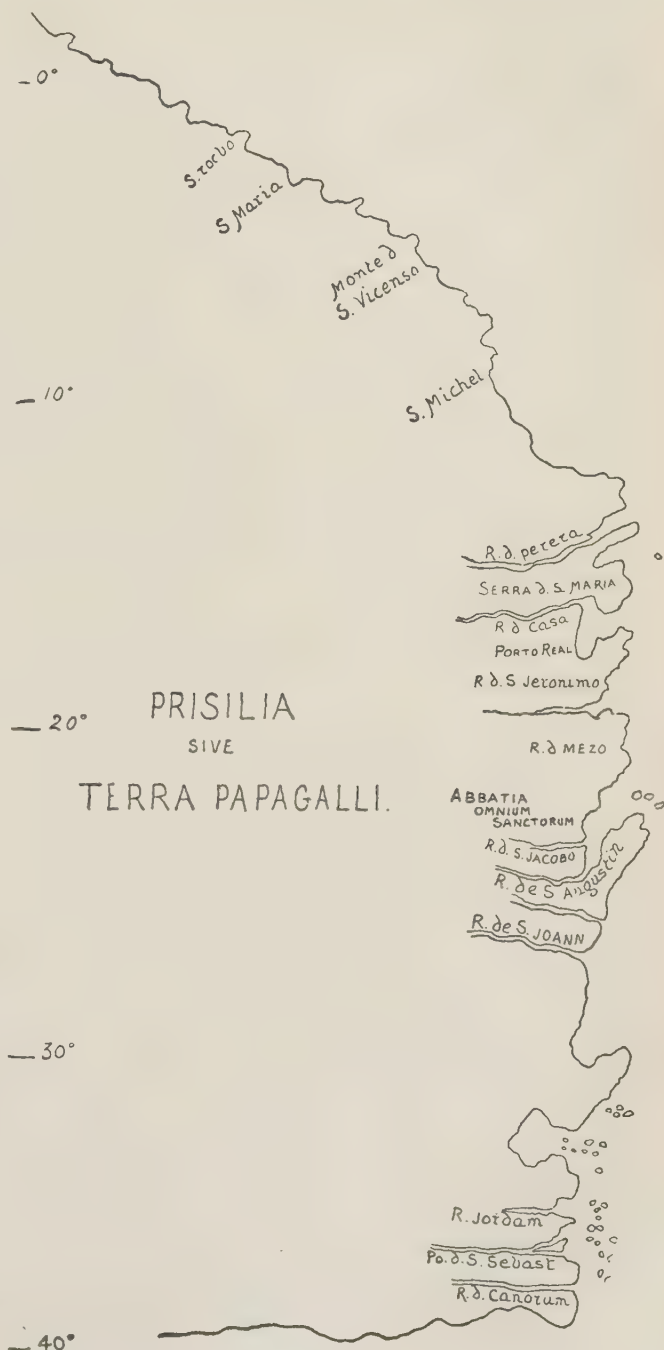 0°
S. rocho
S Maria
Monte d
S. Vicenso
10°
S. Michel
R. d. perera
SERRA d. S MARIA
R d Casa
PORTO REAL
R d. S Jeronimo
20°
PRISILIA
SIVE
TERRA PAPAGALLI.
R. d MEZO
ABBATIA
OMNIUM
SANCTORUM
R. d. S. JACOBO
R. de S Angustin
R. de S. JOANN
30°
R. Jordam
Po. d. S. Sebast
R. d. Canorum
40°